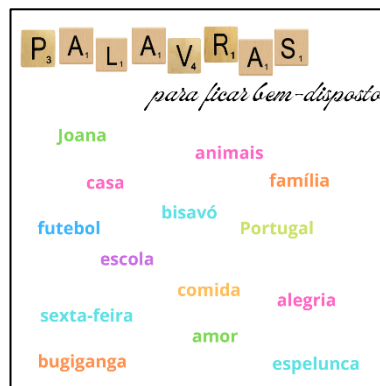 PALAVRAS
para ficar bem-disposto
Joana
animais
casa
família
bisavó
futebol
Portugal
escola
comida
alegria
sexta-feira
amor
bugiganga
espelunca